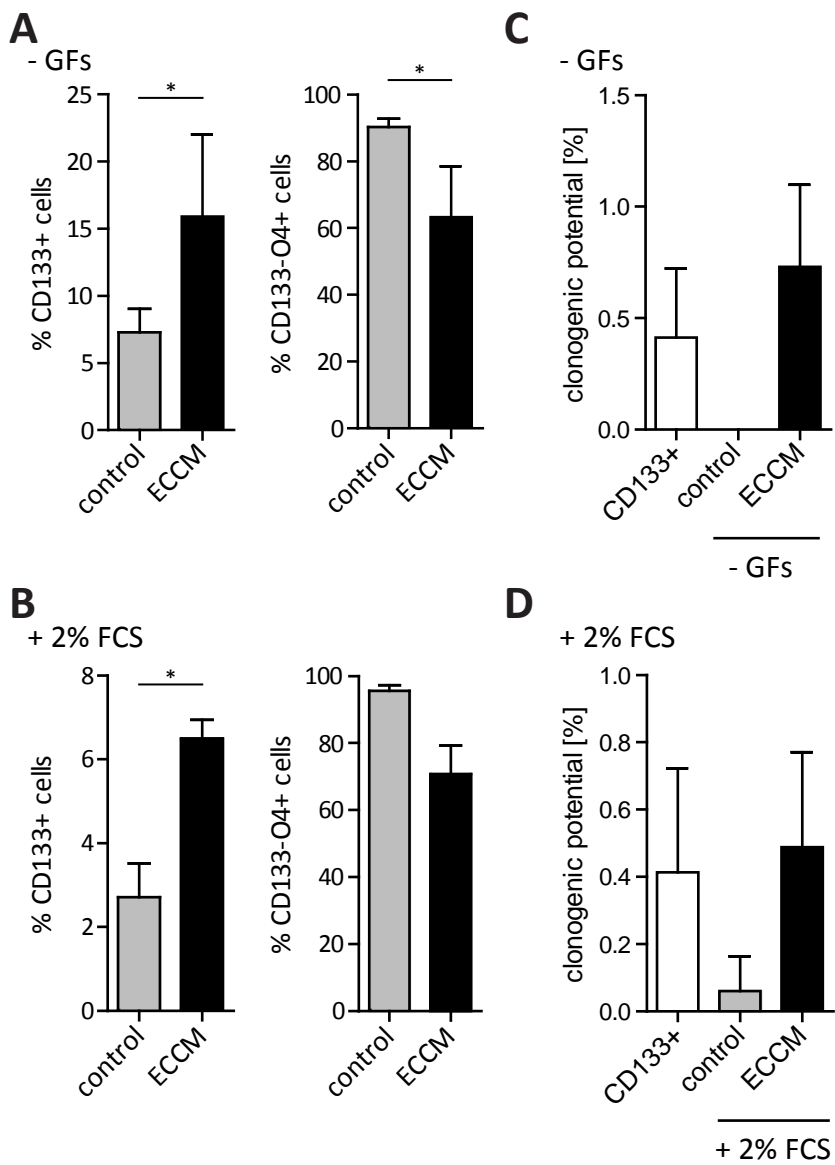 A
- GFs
*
% CD133+ cells
25
20
15
10
5
0
control
ECCM
*
% CD133-O4+ cells
100
80
60
40
20
0
control
ECCM
C
- GFs
clonogenic potential [%]
1.5
1.0
0.5
0.0
CD133+
control
ECCM
- GFs
B
+ 2% FCS
*
% CD133+ cells
8
6
4
2
0
control
ECCM
% CD133-O4+ cells
100
80
60
40
20
0
control
ECCM
D
+ 2% FCS
clonogenic potential [%]
1.0
0.8
0.6
0.4
0.2
0.0
CD133+
control
ECCM
+ 2% FCS